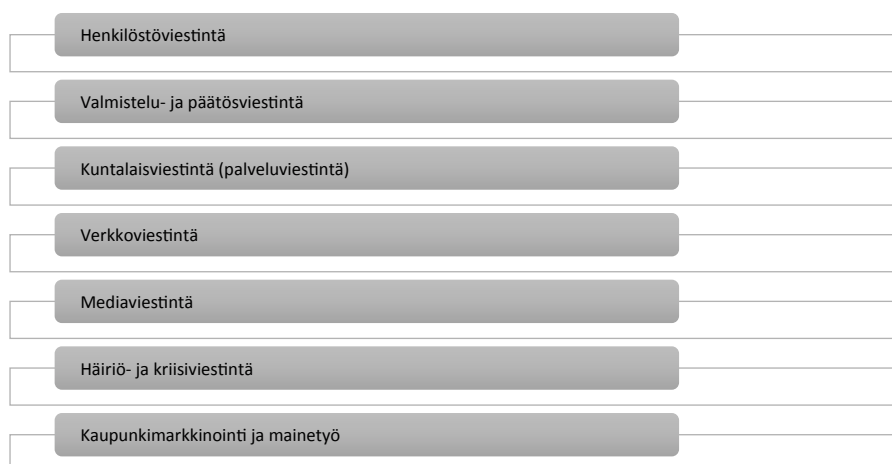 Henkilöstöviestintä
Valmistelu- ja päätösviestintä
Kuntalaisviestintä (palveluviestintä)
Verkkoviestintä
Mediaviestintä
Häiriö- ja kriisiviestintä
Kaupunkimarkkinointi ja mainetyö